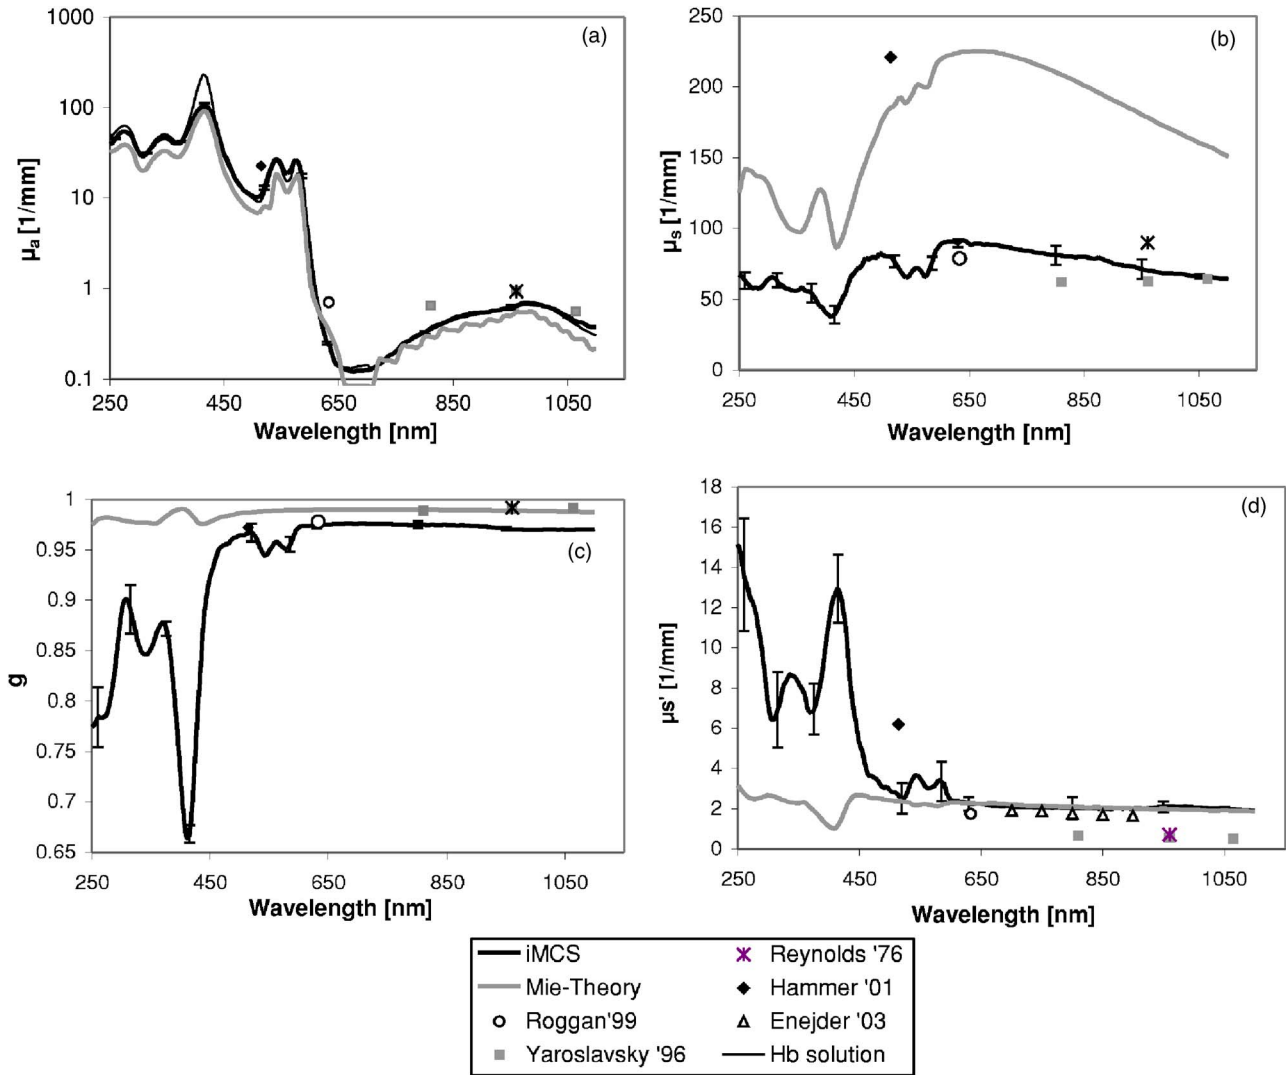 1000
100
10
1
0.1
(a)
µa [1/mm]
250 450 650 850 1050
Wavelength [nm]
250
200
150
100
50
0
(b)
µs [1/mm]
250 450 650 850 1050
Wavelength [nm]
1
0.95
0.9
0.85
0.8
0.75
0.7
0.65
(c)
g
250 450 650 850 1050
Wavelength [nm]
18
16
14
12
10
8
6
4
2
0
(d)
µs' [1/mm]
250 450 650 850 1050
Wavelength [nm]
iMCS
Mie-Theory
Roggan'99
Yaroslavsky '96
Reynolds '76
Hammer '01
Enejder '03
Hb solution